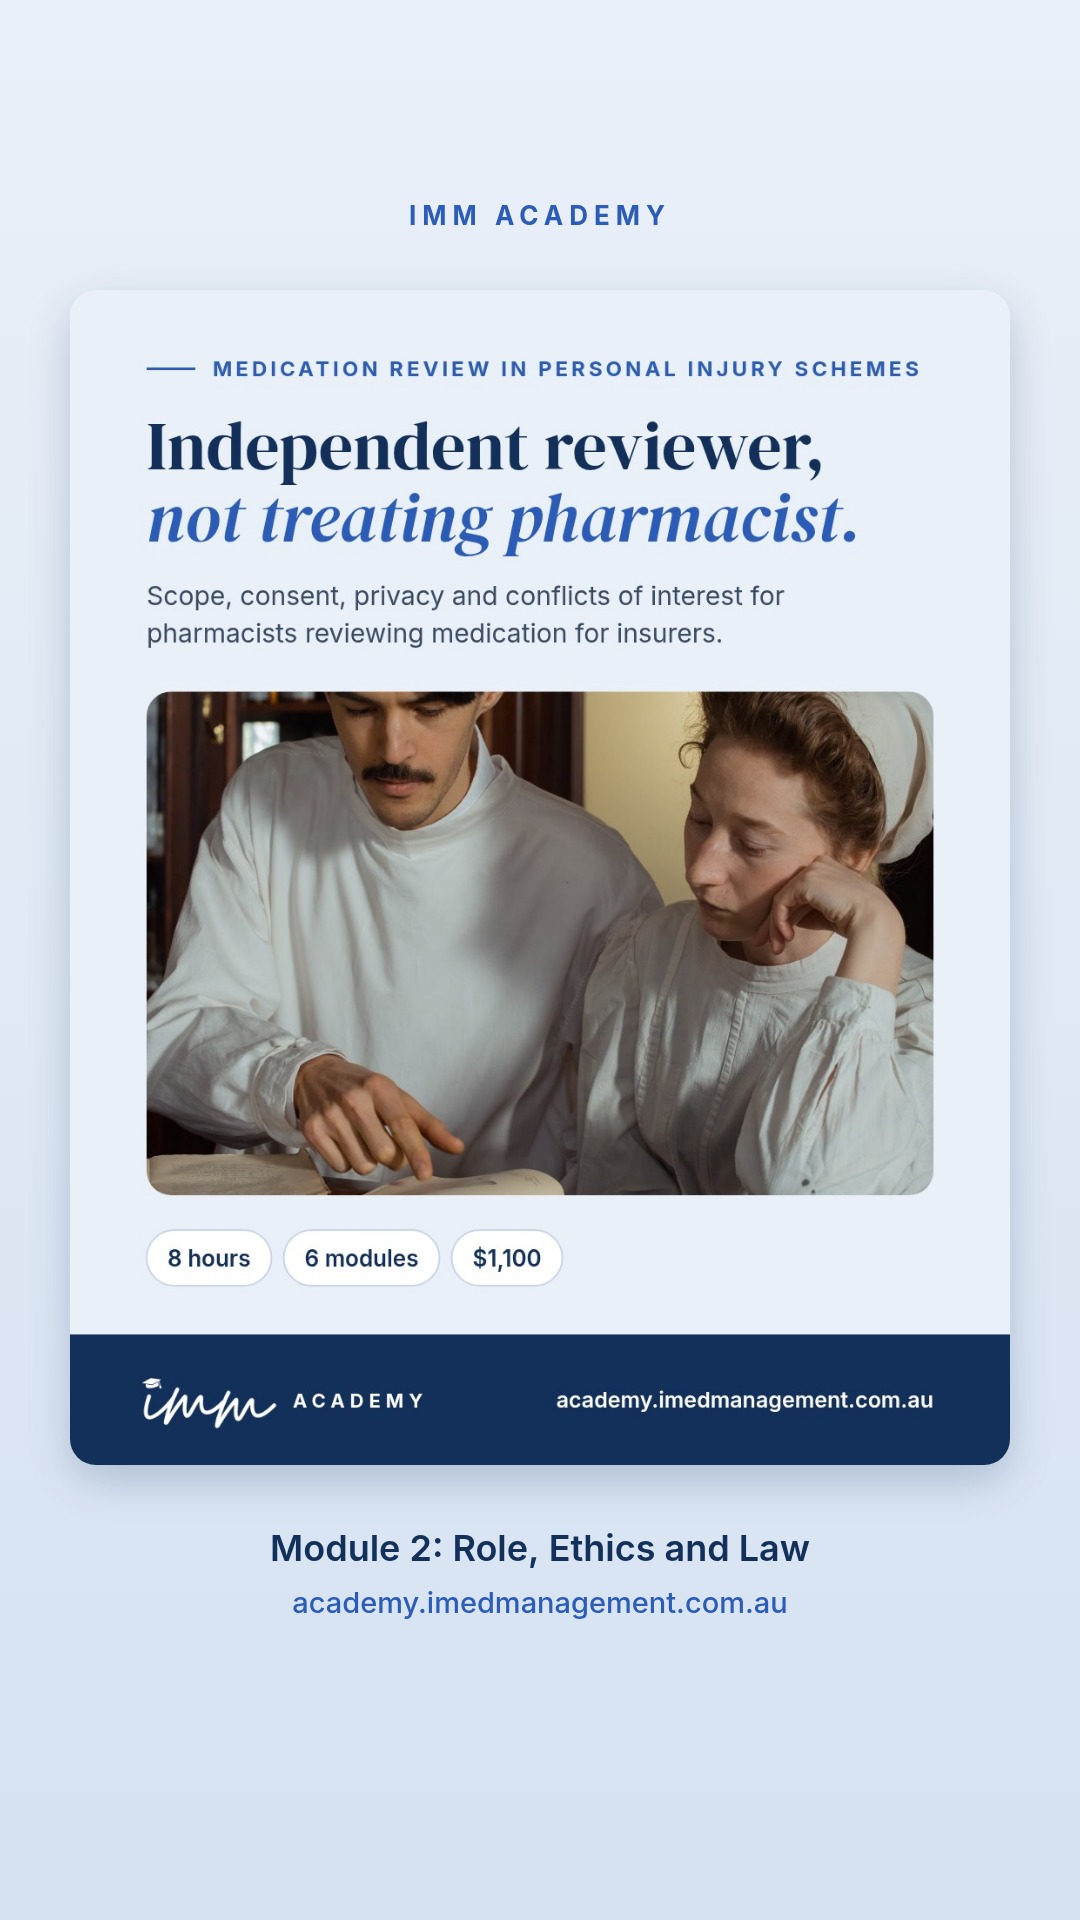 IMM ACADEMY
MEDICATION REVIEW IN PERSONAL INJURY SCHEMES
Independent reviewer,
not treating pharmacist.
Scope, consent, privacy and conflicts of interest for
pharmacists reviewing medication for insurers.
8 hours
6 modules
$1,100
imm ACADEMY
academy.imedmanagement.com.au
Module 2: Role, Ethics and Law
academy.imedmanagement.com.au